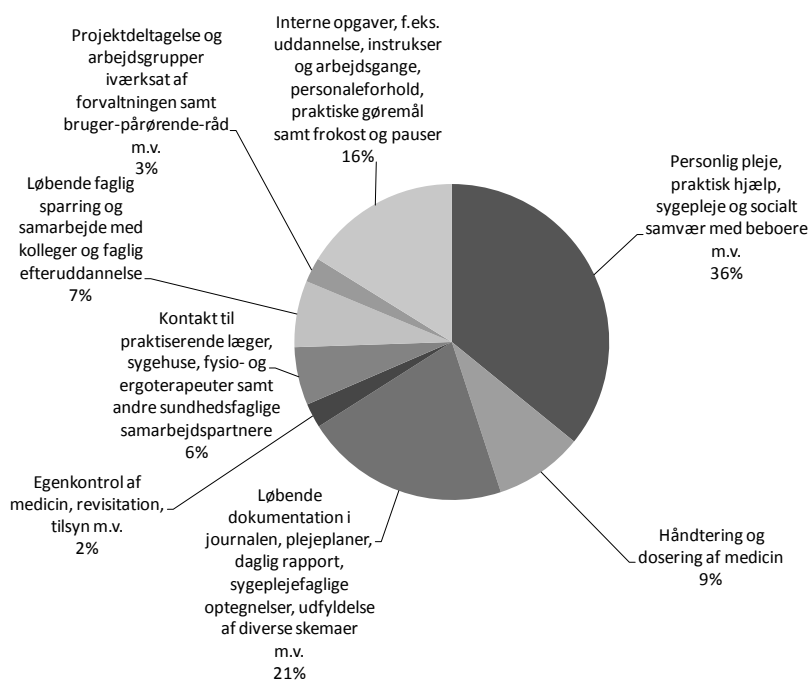 Interne opgaver, f.eks.
uddannelse, instrukser
og arbejdsgange,
personaleforhold,
praktiske gøremål
samt frokost og pauser
16%
Personlig pleje,
praktisk hjælp,
sygepleje og socialt
samvær med beboere
m.v.
36%
Håndtering og
dosering af medicin
9%
Løbende
dokumentation i
journalen, plejeplaner,
daglig rapport,
sygeplejefaglige
optegnelser, udfyldelse
af diverse skemaer
m.v.
21%
Egenkontrol af
medicin, revisitation,
tilsyn m.v.
2%
Kontakt til
praktiserende læger,
sygehuse, fysio- og
ergoterapeuter samt
andre sundhedsfaglige
samarbejdspartnere
6%
Løbende faglig
sparring og
samarbejde med
kolleger og faglig
efteruddannelse
7%
Projektdeltagelse og
arbejdsgrupper
iværksat af
forvaltningen samt
bruger-pårørende-råd
m.v.
3%